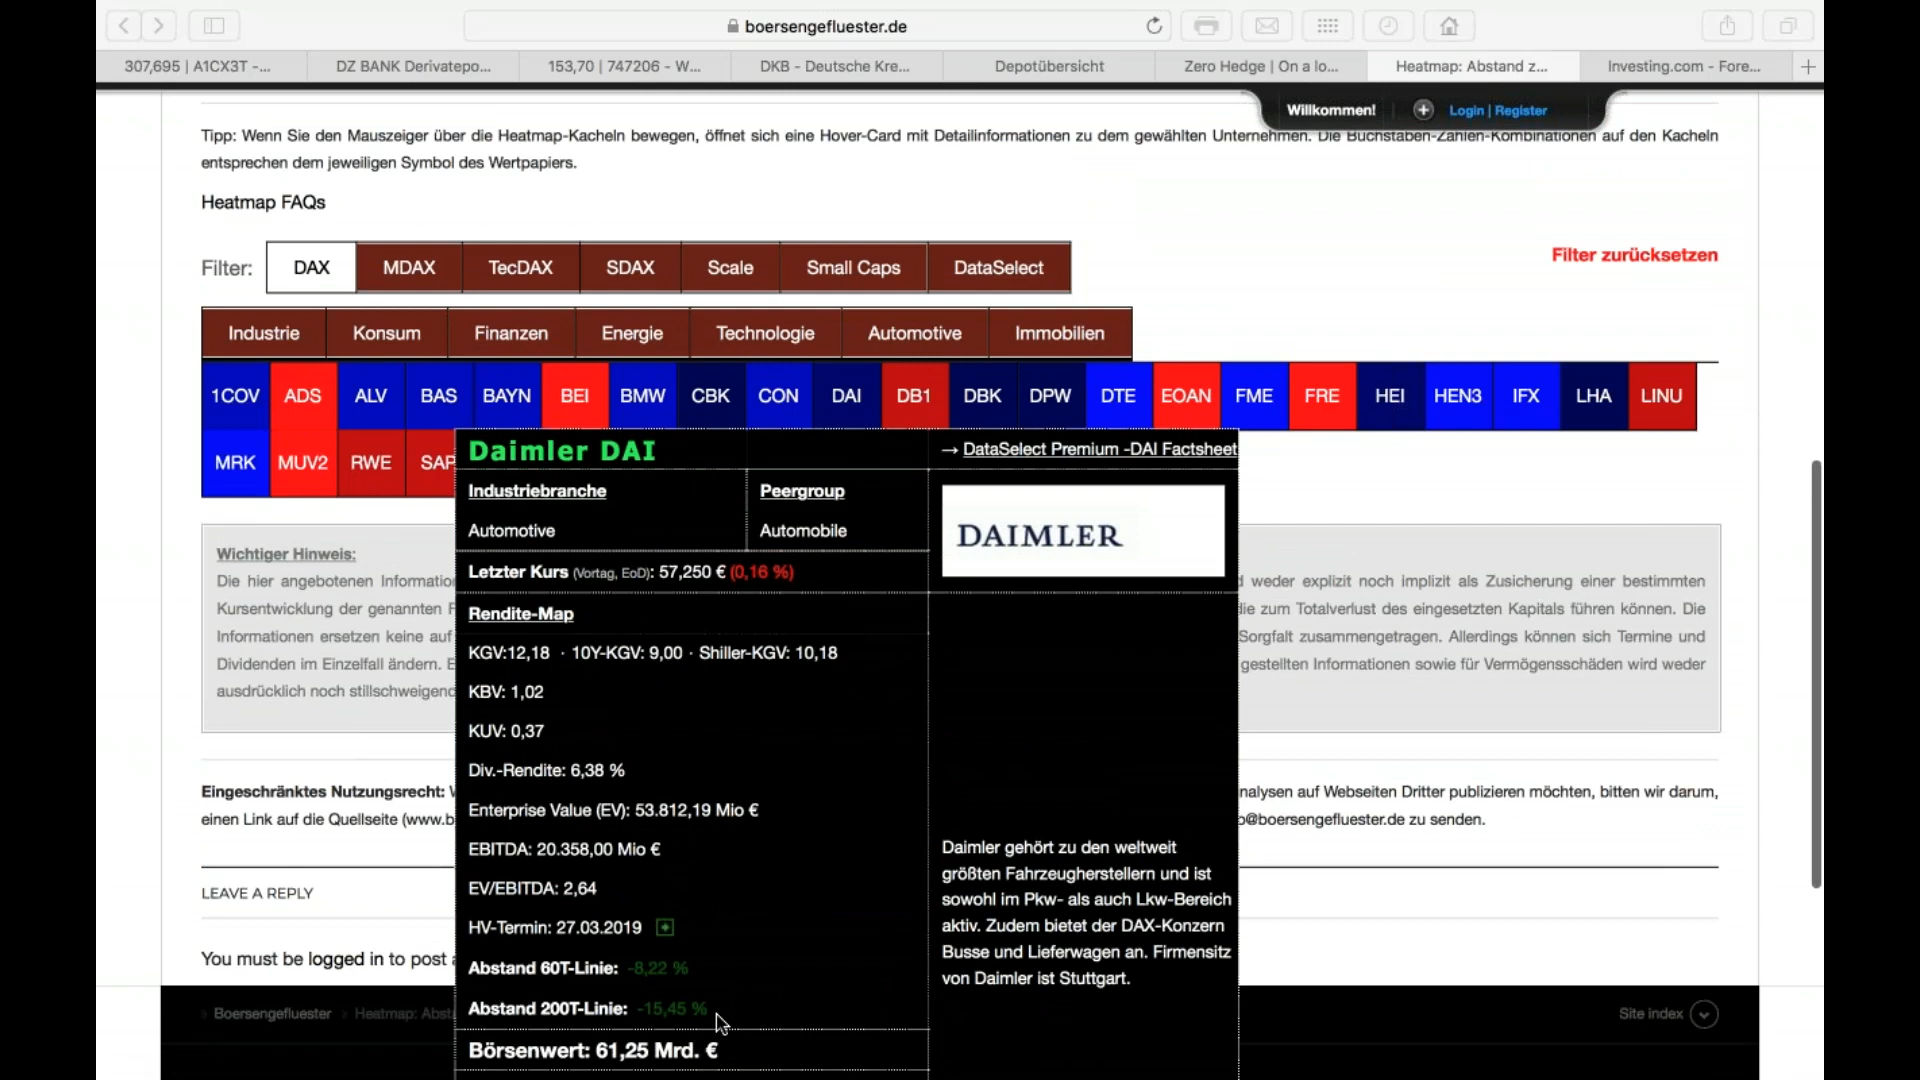 boersengefluester.de
307,695 | A1CX3T -...
DZ BANK Derivatepo...
153,70 | 747206 - W...
DKB - Deutsche Kre...
Depotübersicht
Zero Hedge | On a lo...
Heatmap: Abstand z...
Investing.com - Fore...
Willkommen!
Login | Register
Tipp: Wenn Sie den Mauszeiger über die Heatmap-Kacheln bewegen, öffnet sich eine Hover-Card mit Detailinformationen zu dem gewählten Unternehmen. Die Buchstaben-Zahlen-Kombinationen auf den Kacheln
entsprechen dem jeweiligen Symbol des Wertpapiers.
Heatmap FAQs
Filter:
DAX
MDAX
TecDAX
SDAX
Scale
Small Caps
DataSelect
Filter zurücksetzen
Industrie
Konsum
Finanzen
Energie
Technologie
Automotive
Immobilien
1COV
ADS
ALV
BAS
BAYN
BEI
BMW
CBK
CON
DAI
DB1
DBK
DPW
DTE
EOAN
FME
FRE
HEI
HEN3
IFX
LHA
LINU
MRK
MUV2
RWE
SAP
Daimler DAI
→ DataSelect Premium -DAI Factsheet
Industriebranche
Peergroup
Automotive
Automobile
DAIMLER
Letzter Kurs (Vortag, EoD): 57,250 € (0,16 %)
Rendite-Map
KGV:12,18 · 10Y-KGV: 9,00 · Shiller-KGV: 10,18
KBV: 1,02
KUV: 0,37
Div.-Rendite: 6,38 %
Enterprise Value (EV): 53.812,19 Mio €
EBITDA: 20.358,00 Mio €
EV/EBITDA: 2,64
HV-Termin: 27.03.2019
Abstand 60T-Linie: -8,22 %
Abstand 200T-Linie: -15,45 %
Börsenwert: 61,25 Mrd. €
Daimler gehört zu den weltweit
größten Fahrzeugherstellern und ist
sowohl im Pkw- als auch Lkw-Bereich
aktiv. Zudem bietet der DAX-Konzern
Busse und Lieferwagen an. Firmensitz
von Daimler ist Stuttgart.
Wichtiger Hinweis:
Die hier angebotenen weder explizit noch implizit als Zusicherung einer bestimmten
Kursentwicklung der genannten die zum Totalverlust des eingesetzten Kapitals führen können. Die
Informationen ersetzen keine auf Sorgfalt zusammengetragen. Allerdings können sich Termine und
Dividenden im Einzelfall ändern. gestellten Informationen sowie für Vermögensschäden wird weder
ausdrücklich noch
Eingeschränktes Nutzungsrecht: nalysen auf Webseiten Dritter publizieren möchten, bitten wir darum,
einen Link auf die Quellseite (www.b @boersengefluester.de zu senden.
LEAVE A REPLY
You must be logged in to post
Boersengefluester
Heatmap: Abst
Site index